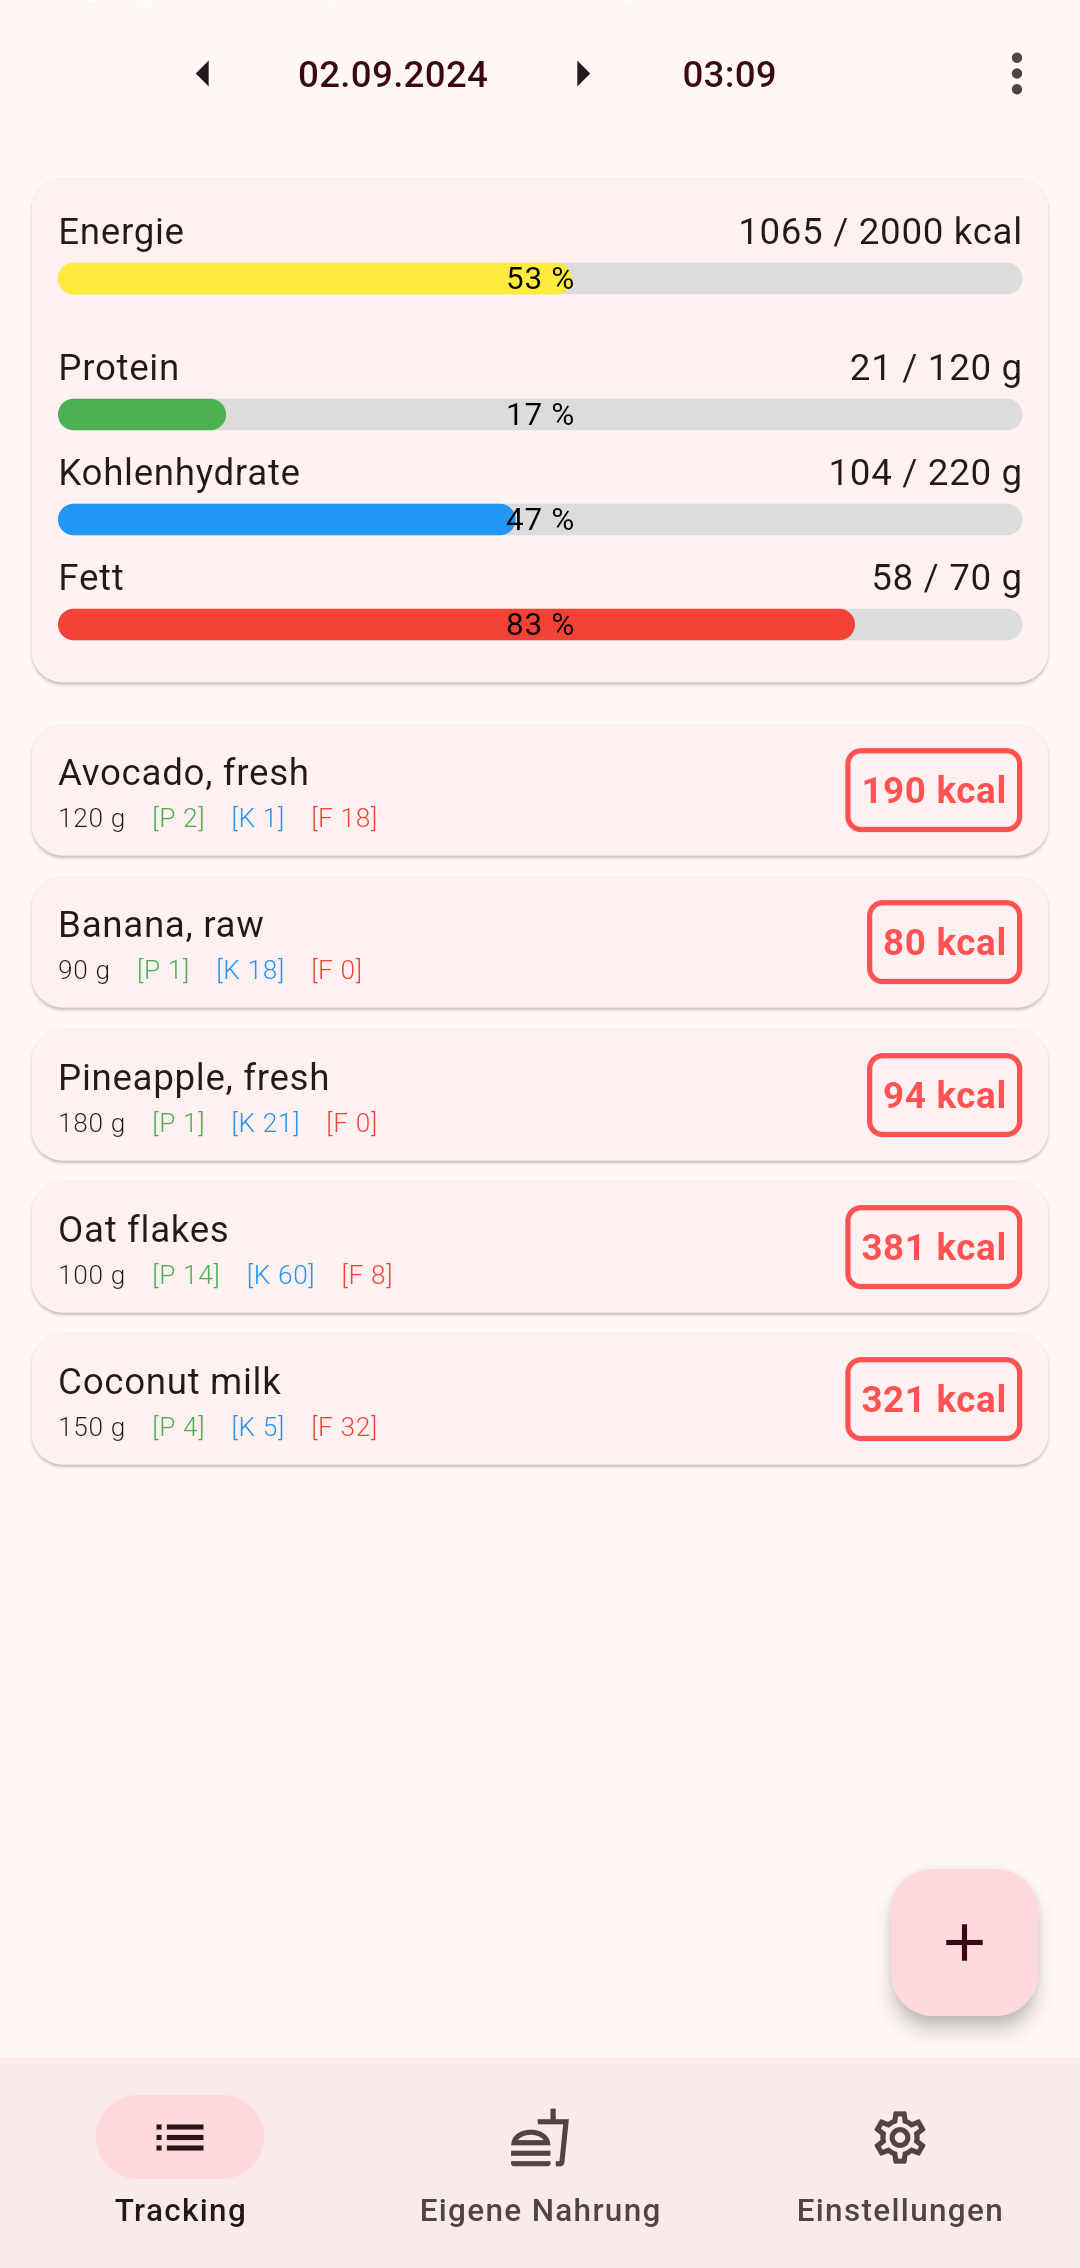 02.09.2024 03:09
Energie 1065 / 2000 kcal
53 %
Protein 21 / 120 g
17 %
Kohlenhydrate 104 / 220 g
47 %
Fett 58 / 70 g
83 %
Avocado, fresh
120 g [P 2] [K 1] [F 18]
190 kcal
Banana, raw
90 g [P 1] [K 18] [F 0]
80 kcal
Pineapple, fresh
180 g [P 1] [K 21] [F 0]
94 kcal
Oat flakes
100 g [P 14] [K 60] [F 8]
381 kcal
Coconut milk
150 g [P 4] [K 5] [F 32]
321 kcal
Tracking Eigene Nahrung Einstellungen